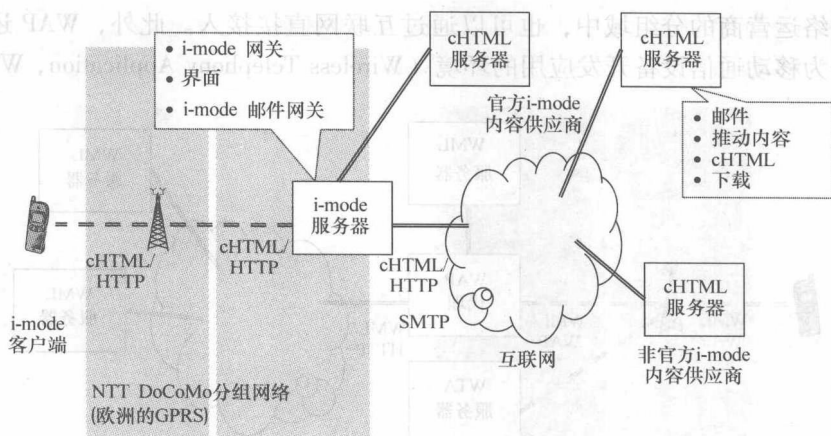 • i-mode 网关
• 界面
• i-mode 邮件网关
cHTML
服务器
cHTML
服务器
官方i-mode
内容供应商
• 邮件
• 推动内容
• cHTML
• 下载
i-mode
服务器
cHTML/
HTTP
cHTML/
HTTP
cHTML/
HTTP
SMTP
互联网
cHTML
服务器
非官方i-mode
内容供应商
i-mode
客户端
NTT DoCoMo分组网络
(欧洲的GPRS)